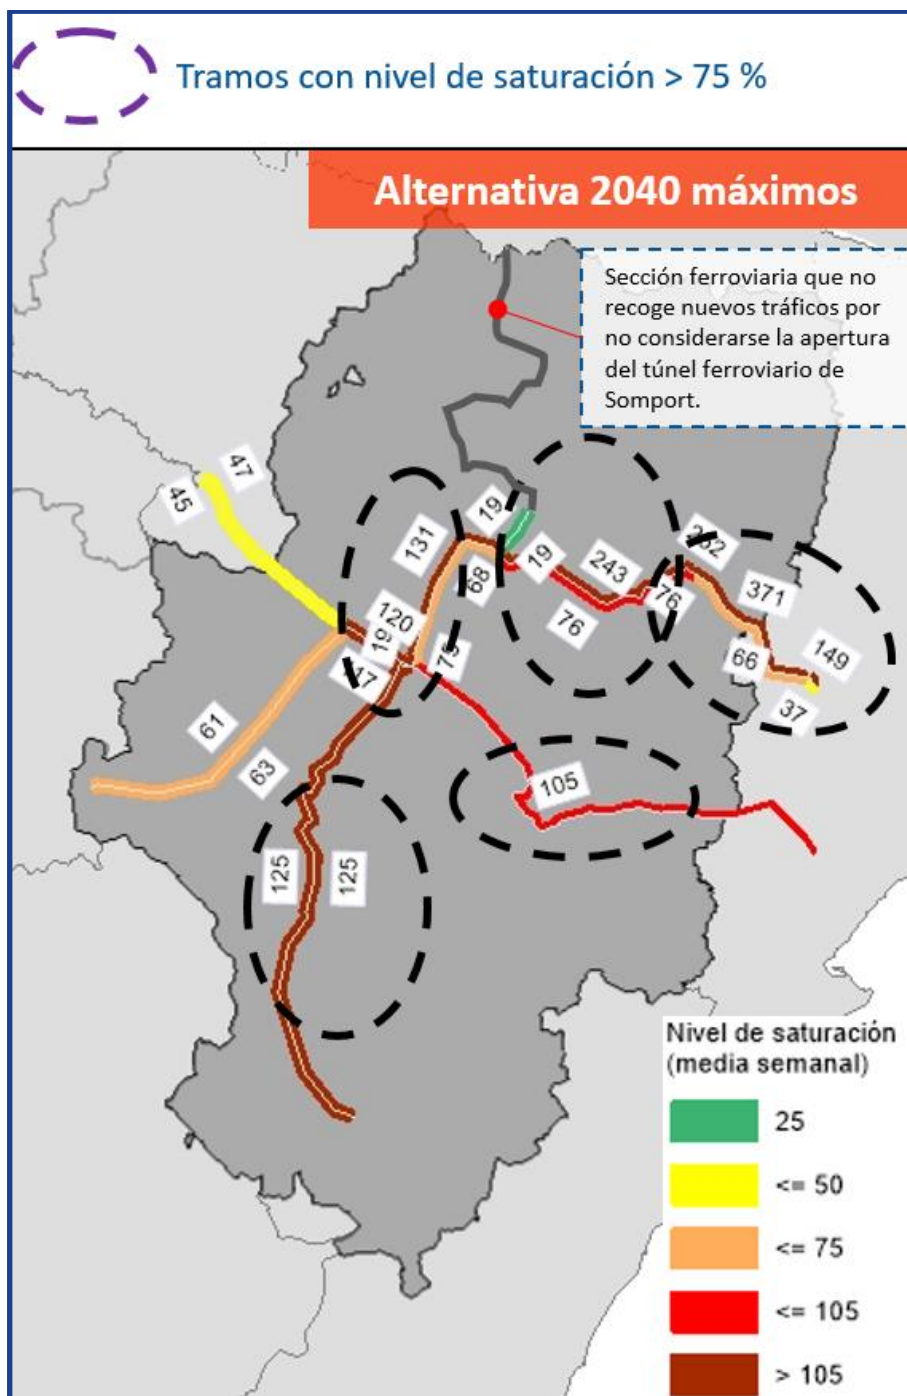 Tramos con nivel de saturación > 75 %
Alternativa 2040 máximos
Sección ferroviaria que no
recoge nuevos tráficos por
no considerarse la apertura
del túnel ferroviario de
Somport.
47
45
131
19
68
19
243
76
76
371
66
149
37
120
75
61
63
105
125
125
Nivel de saturación
(media semanal)
25
<= 50
<= 75
<= 105
> 105